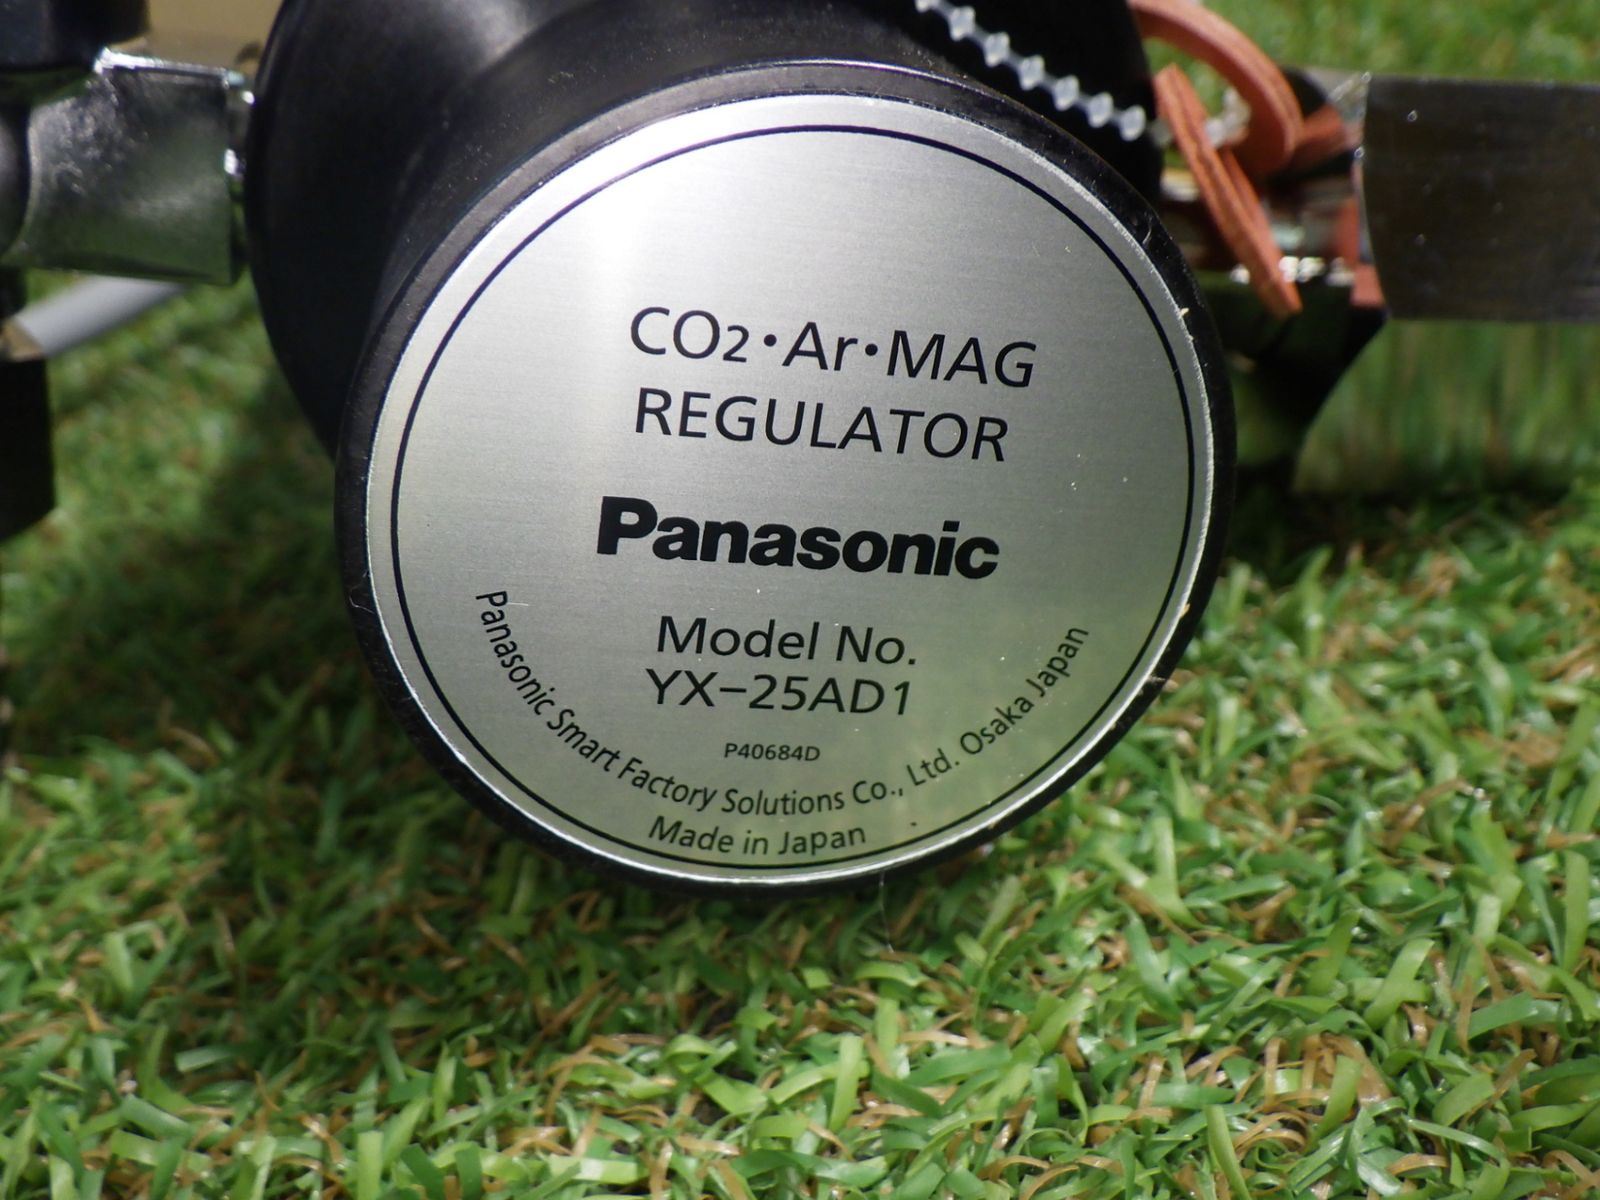 CO2・Ar・MAG
REGULATOR
Panasonic
Model No.
YX-25AD1
P40684D
Panasonic Smart Factory Solutions Co., Ltd. Osaka Japan
Made in Japan